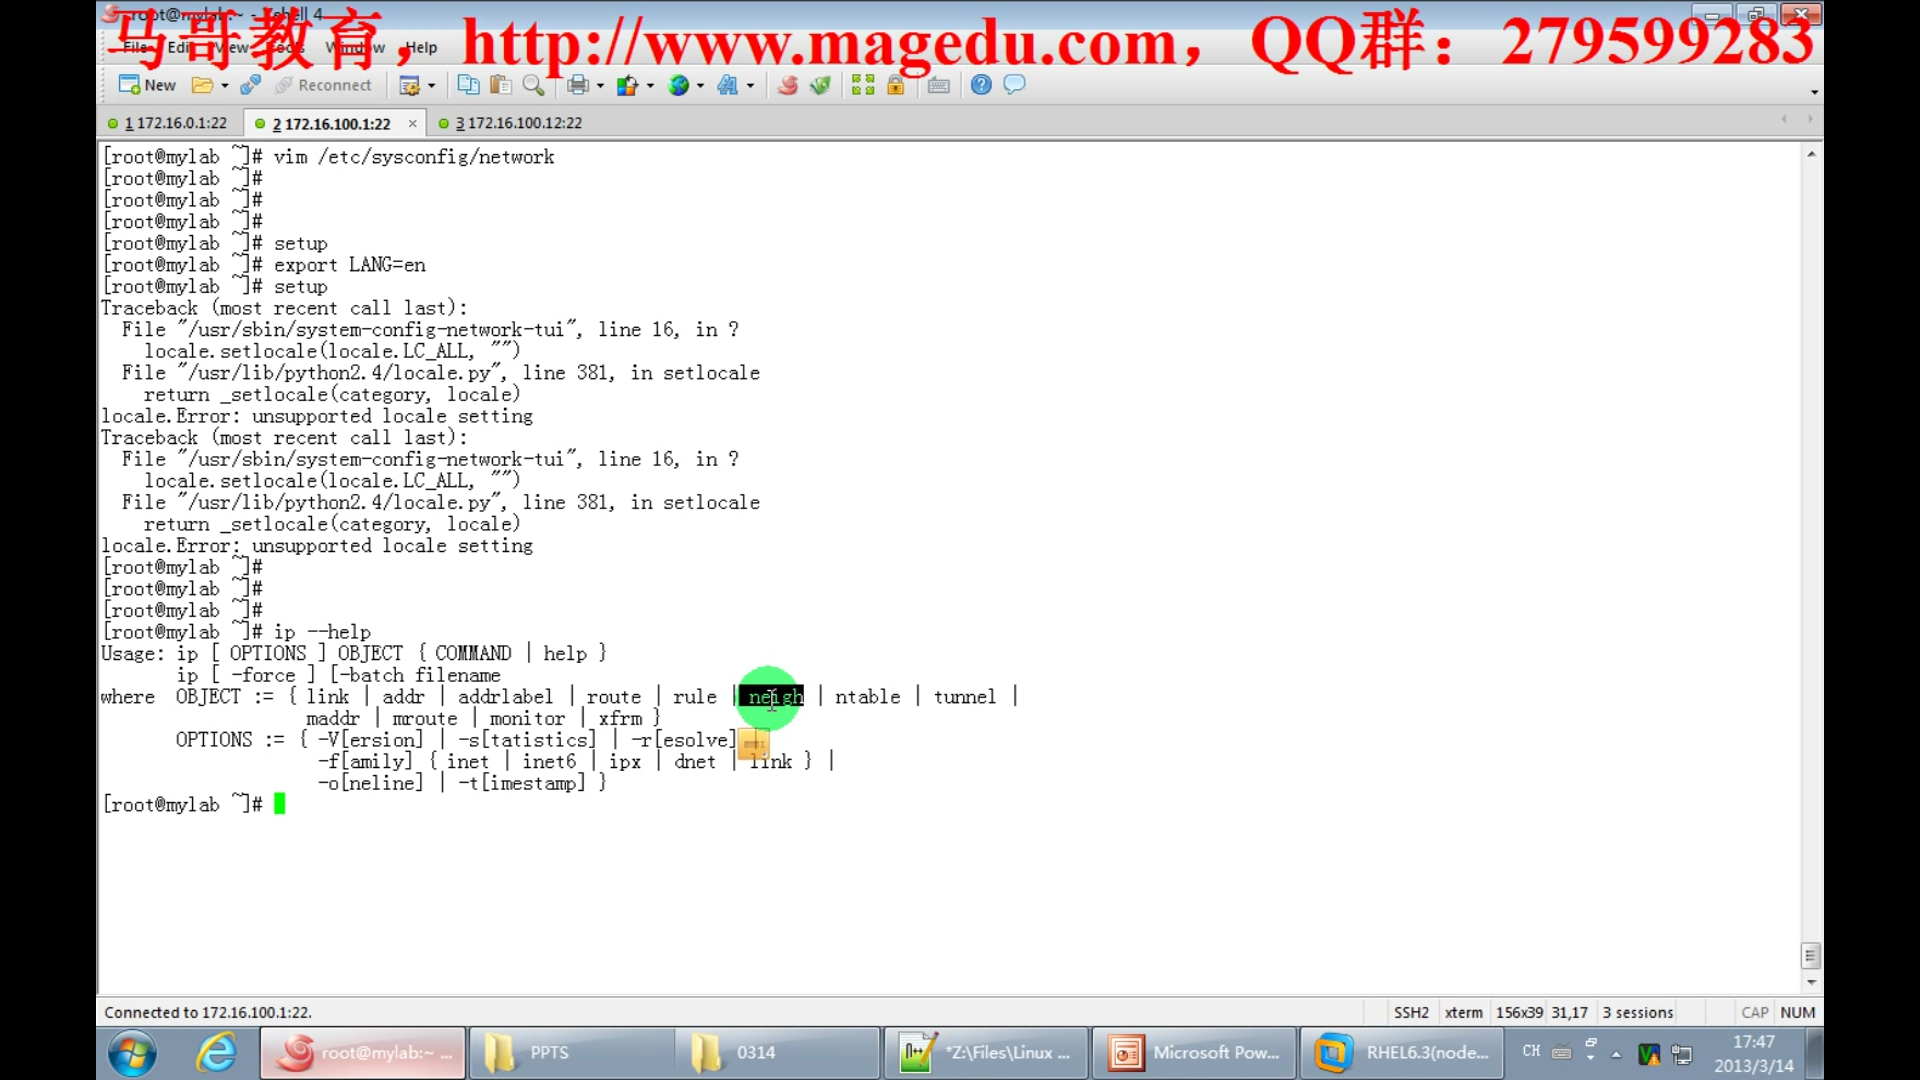 root@mylab:~ - Xshell 4
马哥教育，http://www.magedu.com，QQ群：279599283
File Edit View Tools Window Help
New Reconnect
1 172.16.0.1:22 2 172.16.100.1:22 × 3 172.16.100.12:22
[root@mylab ~]# vim /etc/sysconfig/network
[root@mylab ~]#
[root@mylab ~]#
[root@mylab ~]#
[root@mylab ~]# setup
[root@mylab ~]# export LANG=en
[root@mylab ~]# setup
Traceback (most recent call last):
  File "/usr/sbin/system-config-network-tui", line 16, in ?
    locale.setlocale(locale.LC_ALL, "")
  File "/usr/lib/python2.4/locale.py", line 381, in setlocale
    return _setlocale(category, locale)
locale.Error: unsupported locale setting
Traceback (most recent call last):
  File "/usr/sbin/system-config-network-tui", line 16, in ?
    locale.setlocale(locale.LC_ALL, "")
  File "/usr/lib/python2.4/locale.py", line 381, in setlocale
    return _setlocale(category, locale)
locale.Error: unsupported locale setting
[root@mylab ~]#
[root@mylab ~]#
[root@mylab ~]#
[root@mylab ~]# ip --help
Usage: ip [ OPTIONS ] OBJECT { COMMAND | help }
       ip [ -force ] [-batch filename
where  OBJECT := { link | addr | addrlabel | route | rule | neigh | ntable | tunnel |
                   maddr | mroute | monitor | xfrm }
       OPTIONS := { -V[ersion] | -s[tatistics] | -r[esolve] |
                    -f[amily] { inet | inet6 | ipx | dnet | link } |
                    -o[neline] | -t[imestamp] }
[root@mylab ~]#
Connected to 172.16.100.1:22. SSH2 xterm 156x39 31,17 3 sessions CAP NUM
root@mylab:~ ... PPTS 0314 *Z:\Files\Linux ... Microsoft Pow... RHEL6.3(node... CH 17:47
2013/3/14